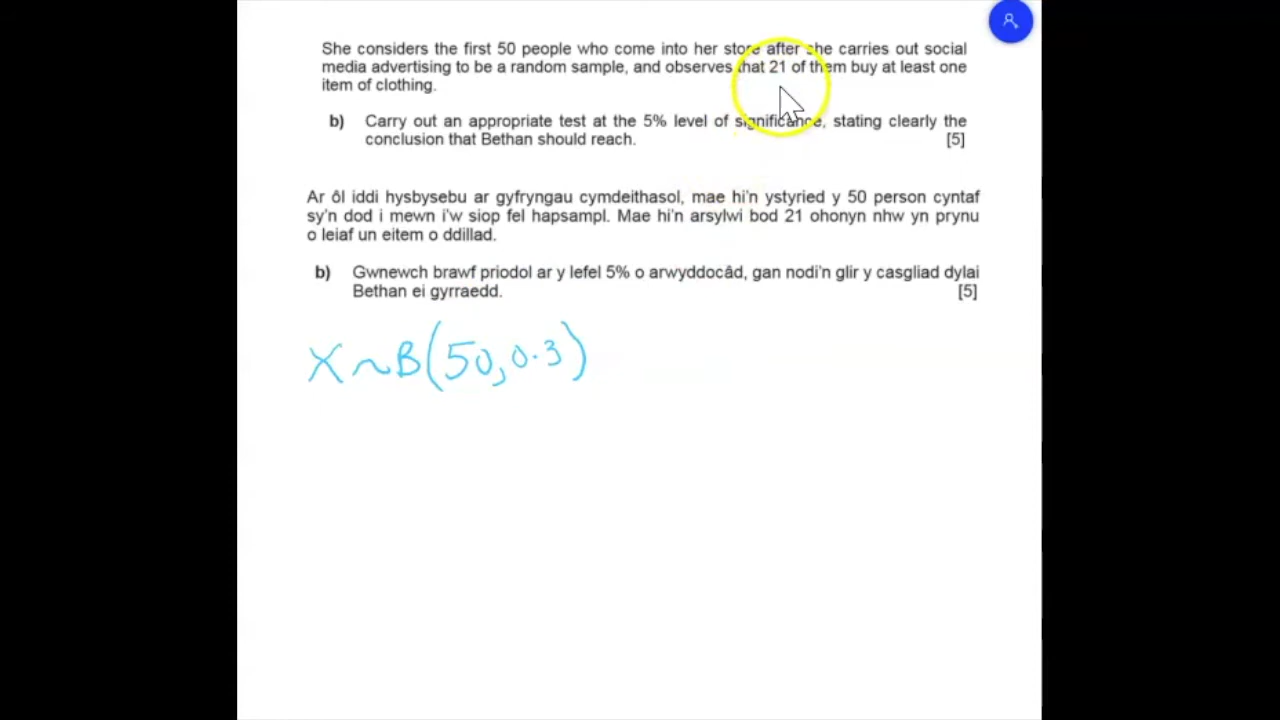 She considers the first 50 people who come into her store after she carries out social
media advertising to be a random sample, and observes that 21 of them buy at least one
item of clothing.
b) Carry out an appropriate test at the 5% level of significance, stating clearly the
conclusion that Bethan should reach. [5]
Ar ôl iddi hysbysebu ar gyfryngau cymdeithasol, mae hi'n ystyried y 50 person cyntaf
sy'n dod i mewn i'w siop fel hapsampl. Mae hi'n arsylwi bod 21 ohonyn nhw yn prynu
o leiaf un eitem o ddillad.
b) Gwnewch brawf priodol ar y lefel 5% o arwyddocâd, gan nodi'n glir y casgliad dylai
Bethan ei gyrraedd. [5]
X~B(50,0.3)